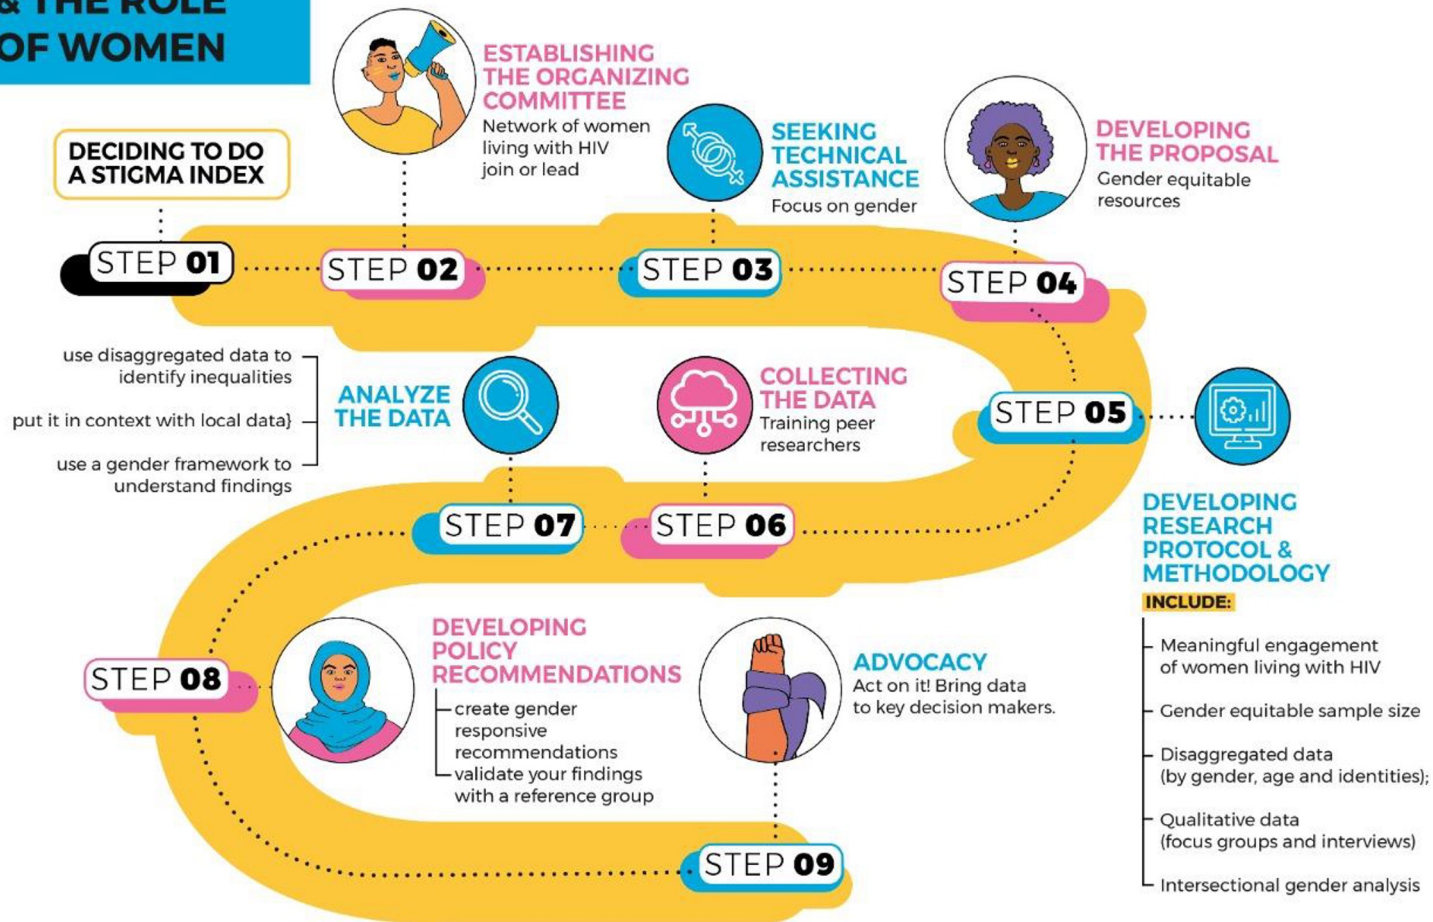 & THE ROLE
OF WOMEN
DECIDING TO DO
A STIGMA INDEX
STEP 01
ESTABLISHING
THE ORGANIZING
COMMITTEE
Network of women
living with HIV
join or lead
STEP 02
SEEKING
TECHNICAL
ASSISTANCE
Focus on gender
STEP 03
DEVELOPING
THE PROPOSAL
Gender equitable
resources
STEP 04
STEP 05
DEVELOPING
RESEARCH
PROTOCOL &
METHODOLOGY
INCLUDE:
Meaningful engagement
of women living with HIV
Gender equitable sample size
Disaggregated data
(by gender, age and identities);
Qualitative data
(focus groups and interviews)
Intersectional gender analysis
COLLECTING
THE DATA
Training peer
researchers
STEP 06
ANALYZE
THE DATA
use disaggregated data to
identify inequalities
put it in context with local data}
use a gender framework to
understand findings
STEP 07
STEP 08
DEVELOPING
POLICY
RECOMMENDATIONS
create gender
responsive
recommendations
validate your findings
with a reference group
ADVOCACY
Act on it! Bring data
to key decision makers.
STEP 09